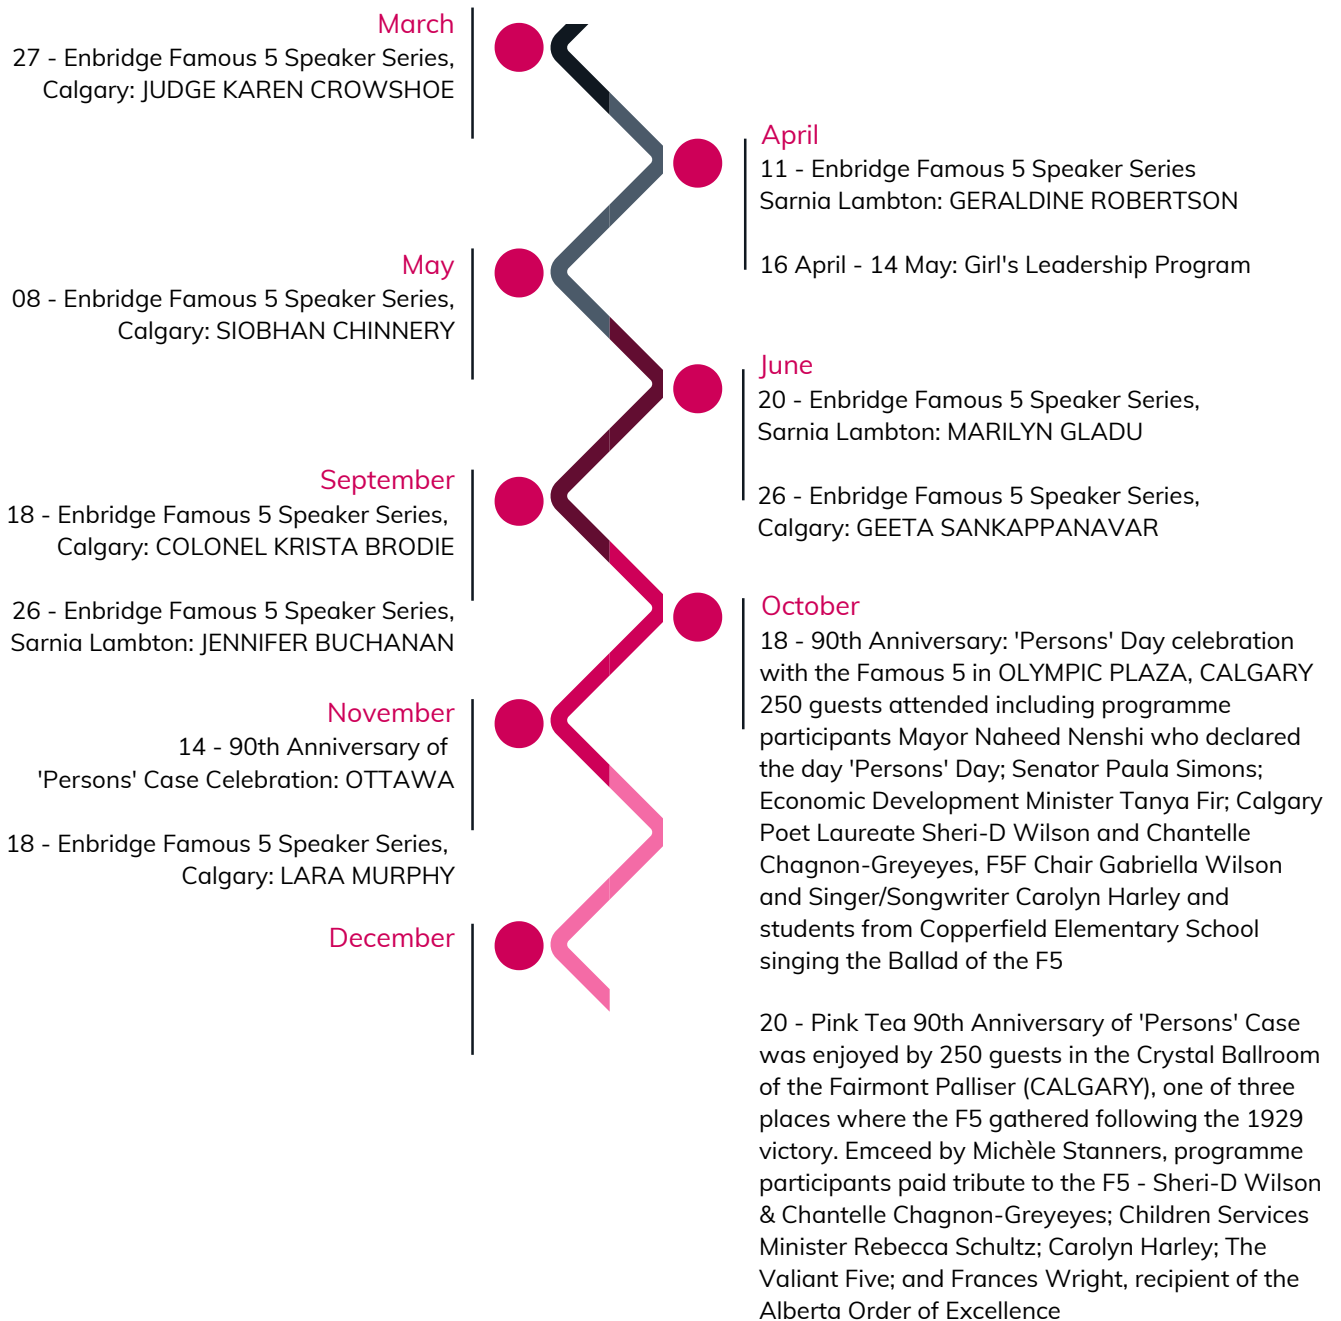 March
27 - Enbridge Famous 5 Speaker Series,
Calgary: JUDGE KAREN CROWSHOE
April
11 - Enbridge Famous 5 Speaker Series
Sarnia Lambton: GERALDINE ROBERTSON
16 April - 14 May: Girl's Leadership Program
May
08 - Enbridge Famous 5 Speaker Series,
Calgary: SIOBHAN CHINNERY
June
20 - Enbridge Famous 5 Speaker Series,
Sarnia Lambton: MARILYN GLADU
26 - Enbridge Famous 5 Speaker Series,
Calgary: GEETA SANKAPPANAVAR
September
18 - Enbridge Famous 5 Speaker Series,
Calgary: COLONEL KRISTA BRODIE
26 - Enbridge Famous 5 Speaker Series,
Sarnia Lambton: JENNIFER BUCHANAN
October
18 - 90th Anniversary: 'Persons' Day celebration
with the Famous 5 in OLYMPIC PLAZA, CALGARY
250 guests attended including programme
participants Mayor Naheed Nenshi who declared
the day 'Persons' Day; Senator Paula Simons;
Economic Development Minister Tanya Fir; Calgary
Poet Laureate Sheri-D Wilson and Chantelle
Chagnon-Greyeyes, F5F Chair Gabriella Wilson
and Singer/Songwriter Carolyn Harley and
students from Copperfield Elementary School
singing the Ballad of the F5
20 - Pink Tea 90th Anniversary of 'Persons' Case
was enjoyed by 250 guests in the Crystal Ballroom
of the Fairmont Palliser (CALGARY), one of three
places where the F5 gathered following the 1929
victory. Emceed by Michèle Stanners, programme
participants paid tribute to the F5 - Sheri-D Wilson
& Chantelle Chagnon-Greyeyes; Children Services
Minister Rebecca Schultz; Carolyn Harley; The
Valiant Five; and Frances Wright, recipient of the
Alberta Order of Excellence
November
14 - 90th Anniversary of
'Persons' Case Celebration: OTTAWA
18 - Enbridge Famous 5 Speaker Series,
Calgary: LARA MURPHY
December